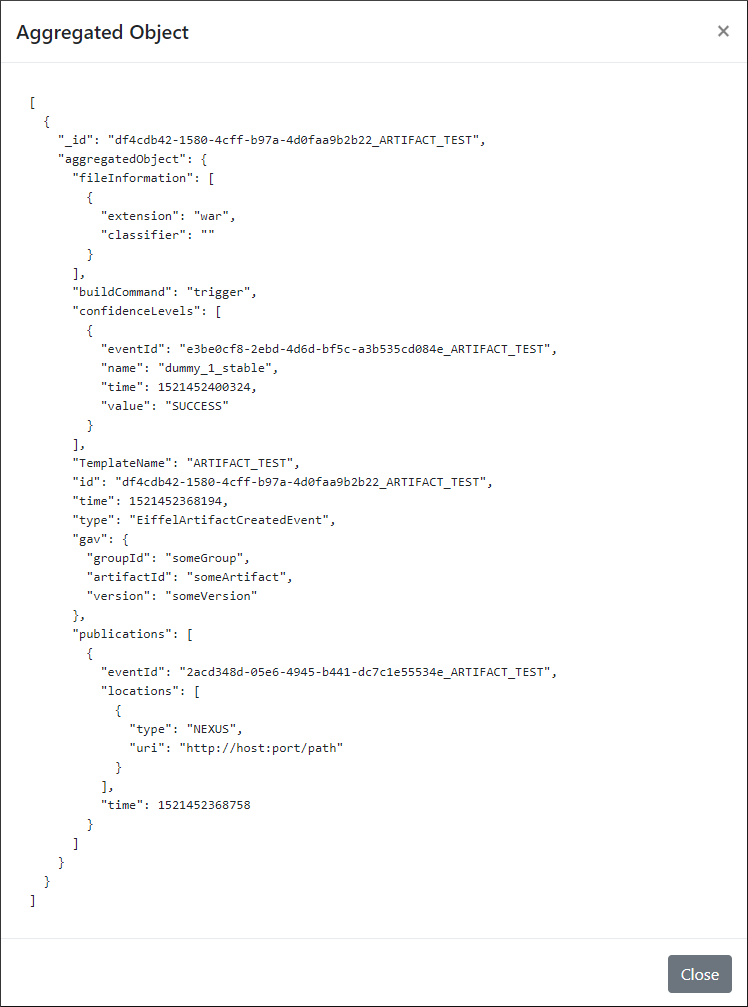 Aggregated Object ×
[
  {
    "_id": "df4cdb42-1580-4cff-b97a-4d0faa9b2b22_ARTIFACT_TEST",
    "aggregatedObject": {
      "fileInformation": [
        {
          "extension": "war",
          "classifier": ""
        }
      ],
      "buildCommand": "trigger",
      "confidenceLevels": [
        {
          "eventId": "e3be0cf8-2ebd-4d6d-bf5c-a3b535cd084e_ARTIFACT_TEST",
          "name": "dummy_1_stable",
          "time": 1521452400324,
          "value": "SUCCESS"
        }
      ],
      "TemplateName": "ARTIFACT_TEST",
      "id": "df4cdb42-1580-4cff-b97a-4d0faa9b2b22_ARTIFACT_TEST",
      "time": 1521452368194,
      "type": "EiffelArtifactCreatedEvent",
      "gav": {
        "groupId": "someGroup",
        "artifactId": "someArtifact",
        "version": "someVersion"
      },
      "publications": [
        {
          "eventId": "2acd348d-05e6-4945-b441-dc7c1e55534e_ARTIFACT_TEST",
          "locations": [
            {
              "type": "NEXUS",
              "uri": "http://host:port/path"
            }
          ],
          "time": 1521452368758
        }
      ]
    }
  }
]
Close